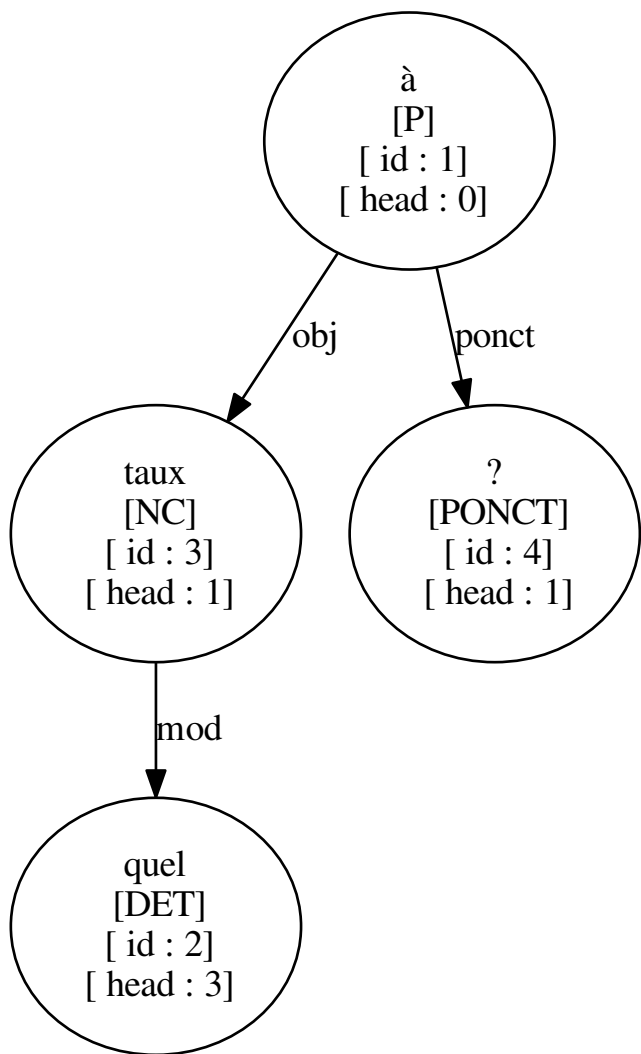 à
[P]
[ id : 1]
[ head : 0]
obj
ponct
taux
[NC]
[ id : 3]
[ head : 1]
?
[PONCT]
[ id : 4]
[ head : 1]
mod
quel
[DET]
[ id : 2]
[ head : 3]